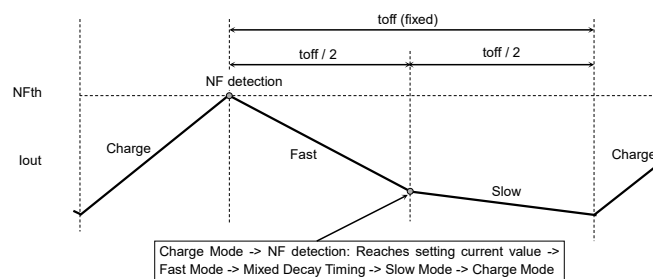 toff (fixed)
toff / 2
toff / 2
NF detection
NFth
Charge
Charge
Iout
Fast
Slow
Charge Mode -> NF detection: Reaches setting current value ->
Fast Mode -> Mixed Decay Timing -> Slow Mode -> Charge Mode